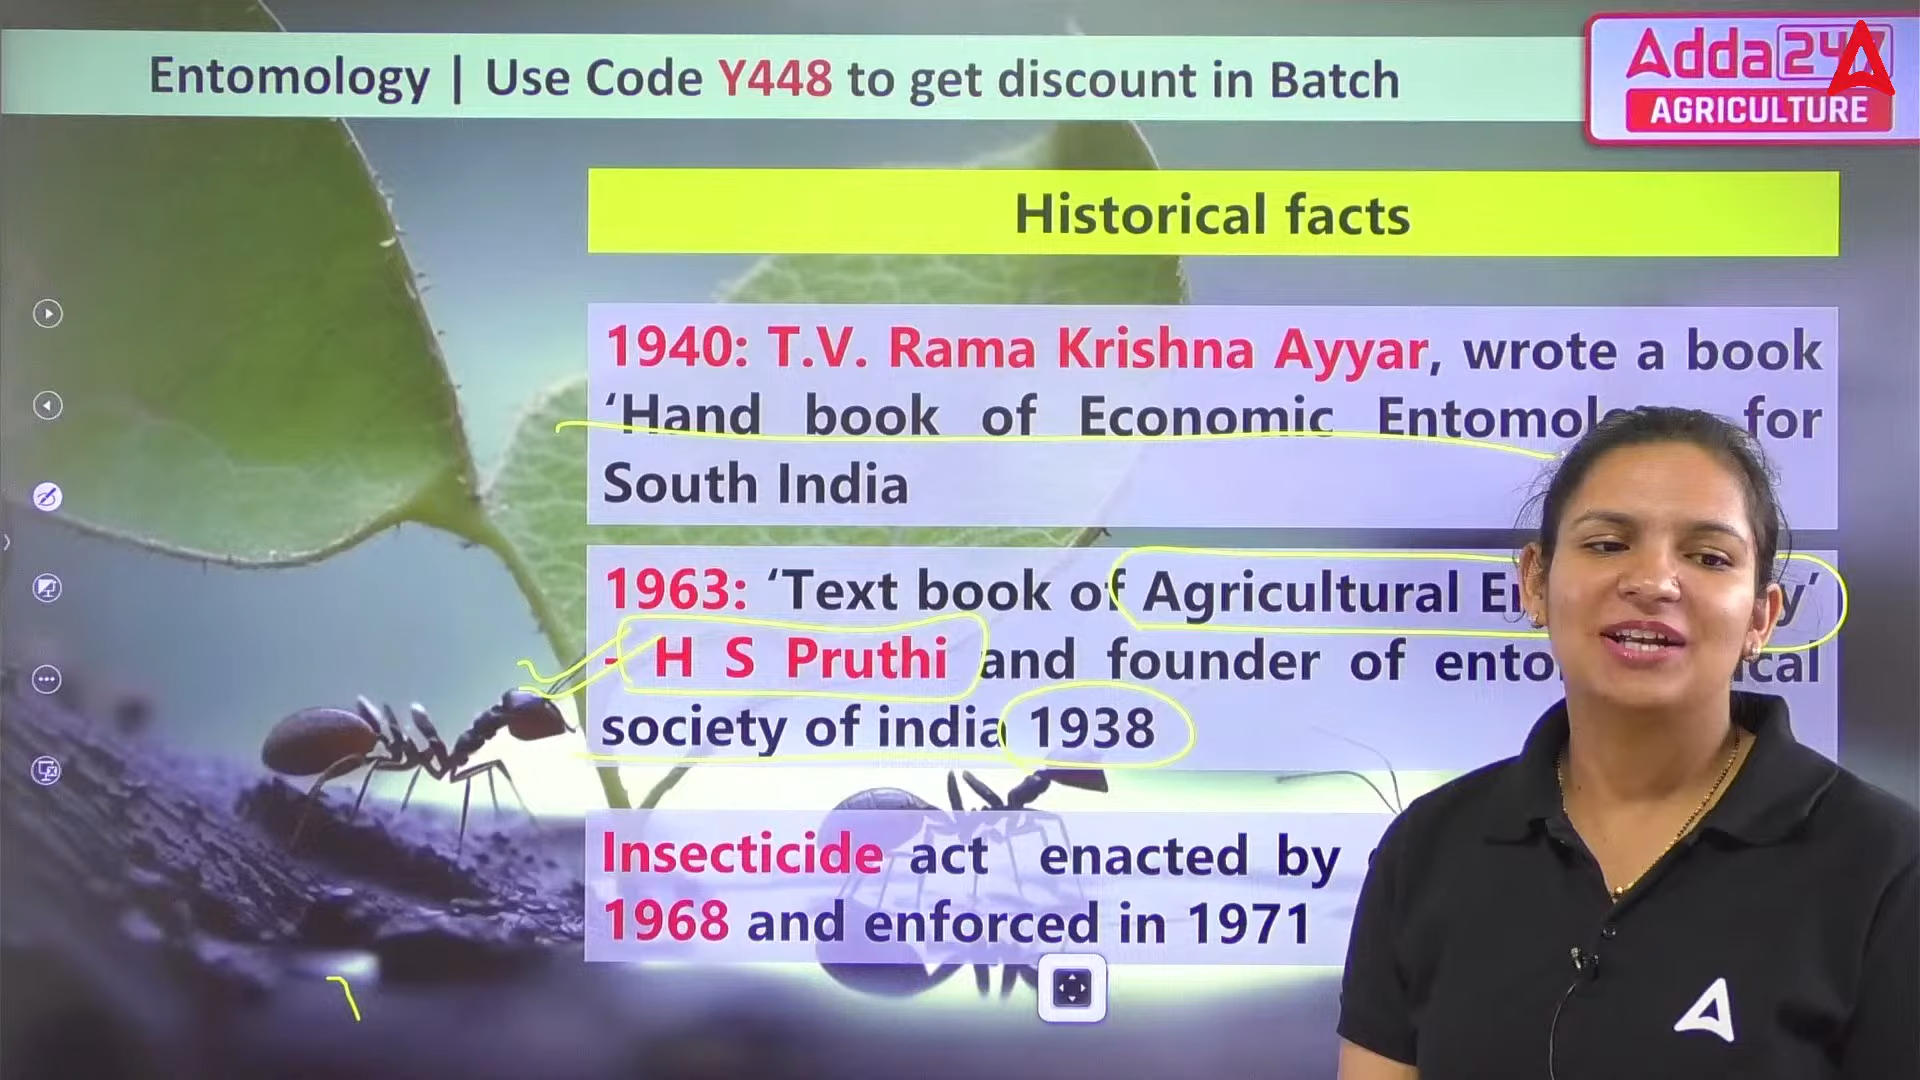 Entomology | Use Code Y448 to get discount in Batch
Adda247
AGRICULTURE
Historical facts
1940: T.V. Rama Krishna Ayyar, wrote a book
‘Hand book of Economic for
South India
1963: ‘Text book of Agricultural
- H S Pruthi and founder of
society of india 1938
Insecticide act enacted by
1968 and enforced in 1971